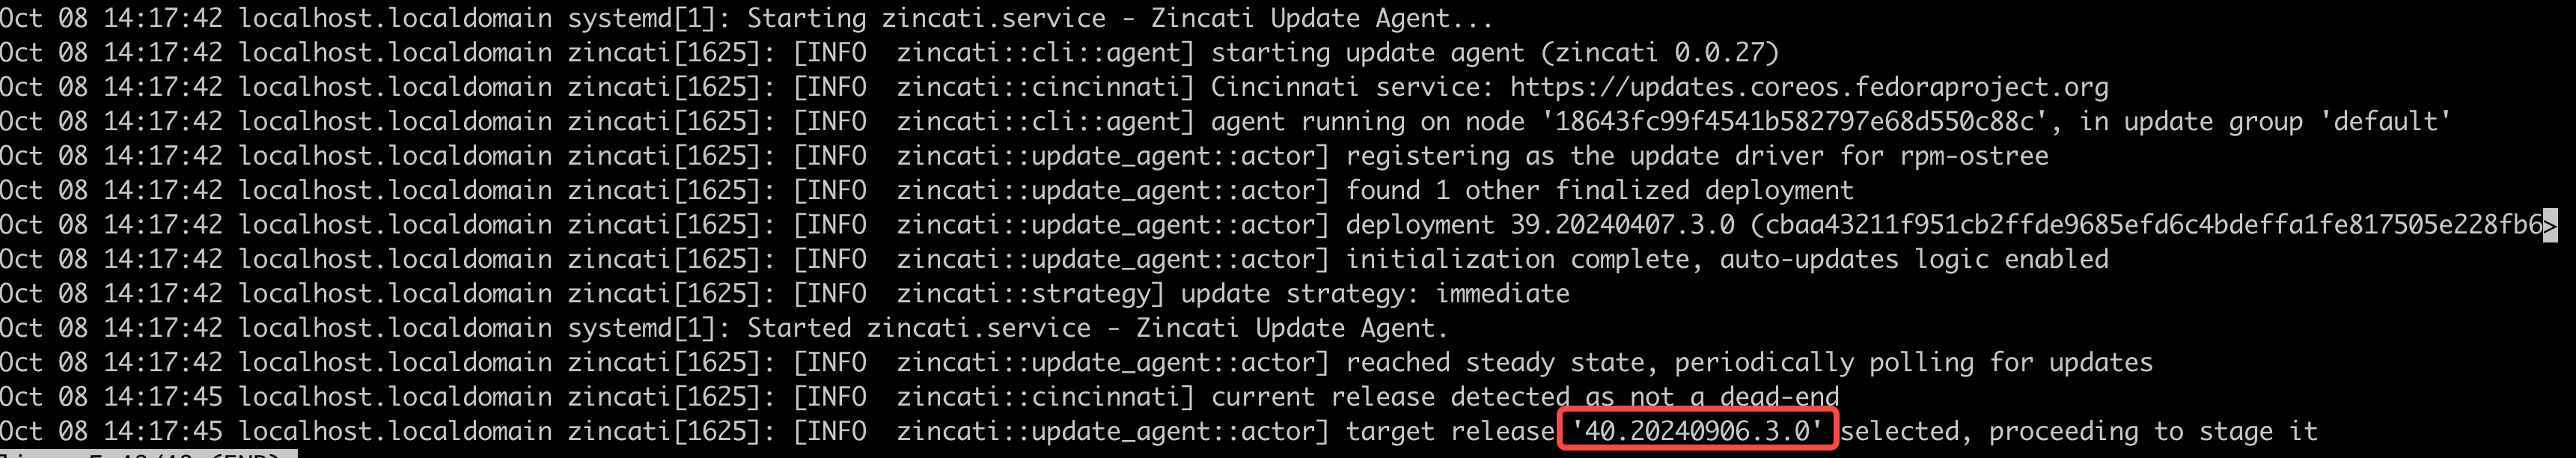 Oct 08 14:17:42 localhost.localdomain systemd[1]: Starting zincati.service - Zincati Update Agent...
Oct 08 14:17:42 localhost.localdomain zincati[1625]: [INFO  zincati::cli::agent] starting update agent (zincati 0.0.27)
Oct 08 14:17:42 localhost.localdomain zincati[1625]: [INFO  zincati::cincinnati] Cincinnati service: https://updates.coreos.fedoraproject.org
Oct 08 14:17:42 localhost.localdomain zincati[1625]: [INFO  zincati::cli::agent] agent running on node '18643fc99f4541b582797e68d550c88c', in update group 'default'
Oct 08 14:17:42 localhost.localdomain zincati[1625]: [INFO  zincati::update_agent::actor] registering as the update driver for rpm-ostree
Oct 08 14:17:42 localhost.localdomain zincati[1625]: [INFO  zincati::update_agent::actor] found 1 other finalized deployment
Oct 08 14:17:42 localhost.localdomain zincati[1625]: [INFO  zincati::update_agent::actor] deployment 39.20240407.3.0 (cbaa43211f951cb2ffde9685efd6c4bdeffa1fe817505e228fb6>
Oct 08 14:17:42 localhost.localdomain zincati[1625]: [INFO  zincati::update_agent::actor] initialization complete, auto-updates logic enabled
Oct 08 14:17:42 localhost.localdomain zincati[1625]: [INFO  zincati::strategy] update strategy: immediate
Oct 08 14:17:42 localhost.localdomain systemd[1]: Started zincati.service - Zincati Update Agent.
Oct 08 14:17:42 localhost.localdomain zincati[1625]: [INFO  zincati::update_agent::actor] reached steady state, periodically polling for updates
Oct 08 14:17:45 localhost.localdomain zincati[1625]: [INFO  zincati::cincinnati] current release detected as not a dead-end
Oct 08 14:17:45 localhost.localdomain zincati[1625]: [INFO  zincati::update_agent::actor] target release '40.20240906.3.0' selected, proceeding to stage it